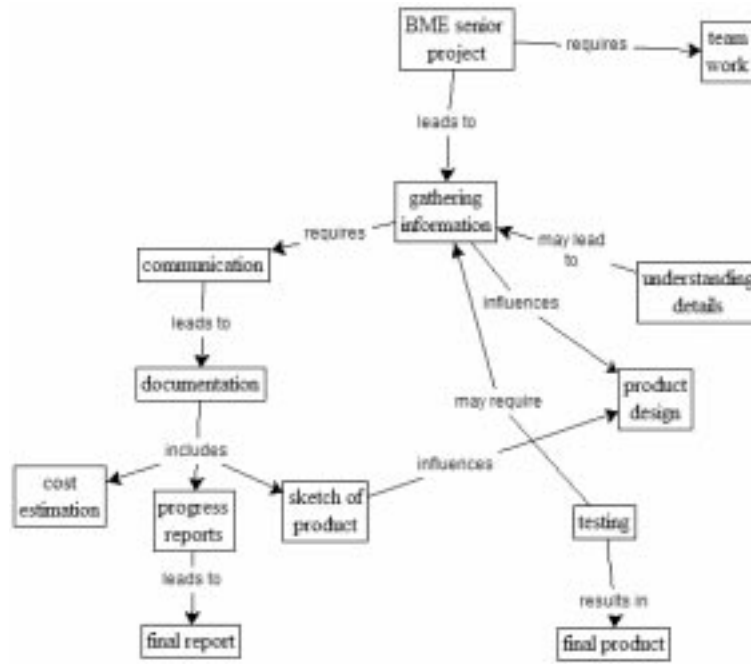 BME senior
project
requires
team
work
leads to
gathering
information
requires
may lead
to
communication
understanding
details
influences
leads to
documentation
product
design
may require
includes
influences
cost
estimation
progress
reports
sketch of
product
testing
leads to
results in
final report
final product